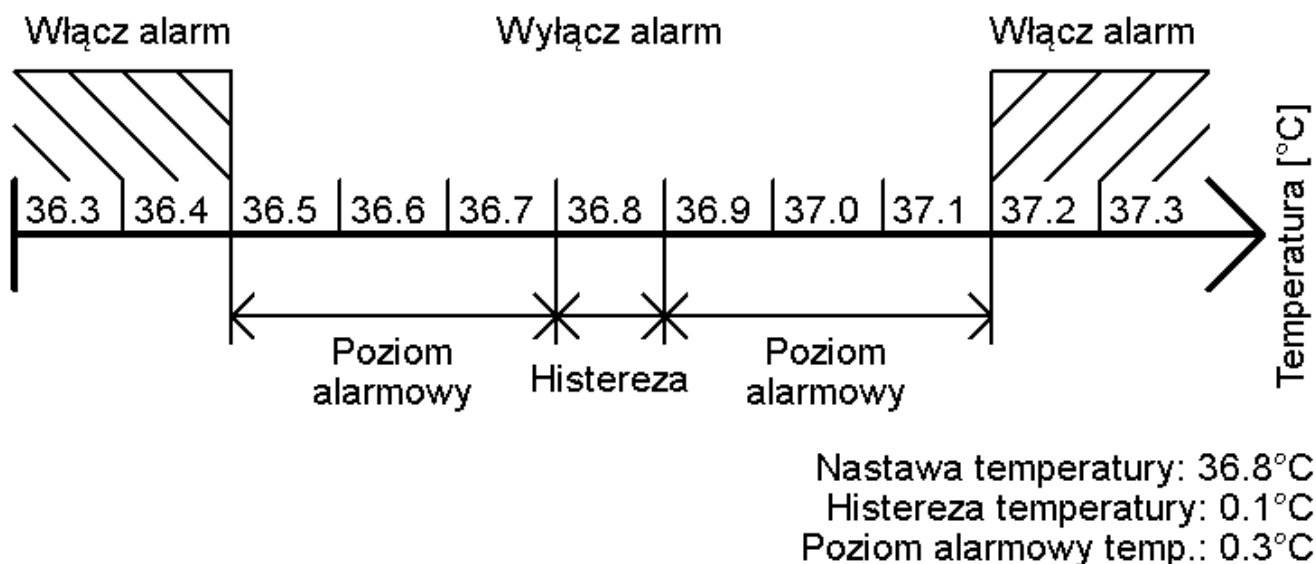 Włącz alarm Wyłącz alarm Włącz alarm
36.3 36.4 36.5 36.6 36.7 36.8 36.9 37.0 37.1 37.2 37.3
Temperatura [°C]
Poziom
alarmowy
Histereza
Poziom
alarmowy
Nastawa temperatury: 36.8°C
Histereza temperatury: 0.1°C
Poziom alarmowy temp.: 0.3°C